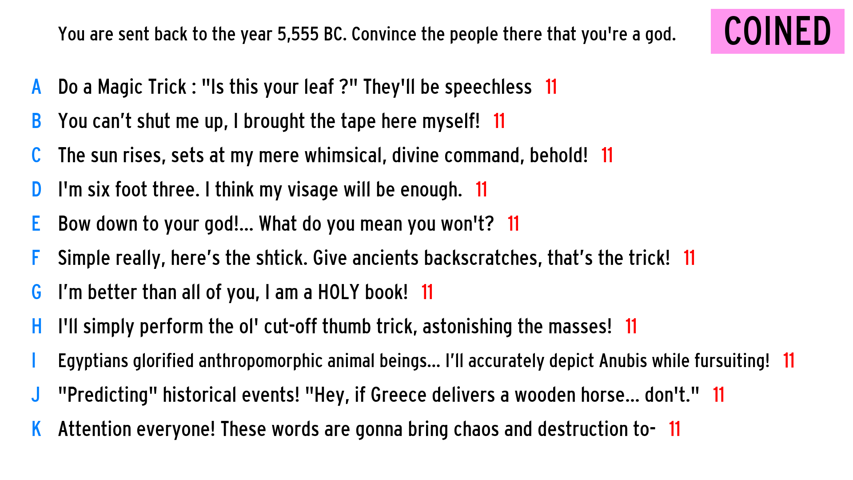 You are sent back to the year 5,555 BC. Convince the people there that you're a god.
COINED
A Do a Magic Trick : "Is this your leaf ?" They'll be speechless 11
B You can’t shut me up, I brought the tape here myself! 11
C The sun rises, sets at my mere whimsical, divine command, behold! 11
D I'm six foot three. I think my visage will be enough. 11
E Bow down to your god!... What do you mean you won't? 11
F Simple really, here’s the shtick. Give ancients backscratches, that’s the trick! 11
G I’m better than all of you, I am a HOLY book! 11
H I'll simply perform the ol' cut-off thumb trick, astonishing the masses! 11
I Egyptians glorified anthropomorphic animal beings... I’ll accurately depict Anubis while fursuiting! 11
J "Predicting" historical events! "Hey, if Greece delivers a wooden horse... don't." 11
K Attention everyone! These words are gonna bring chaos and destruction to- 11